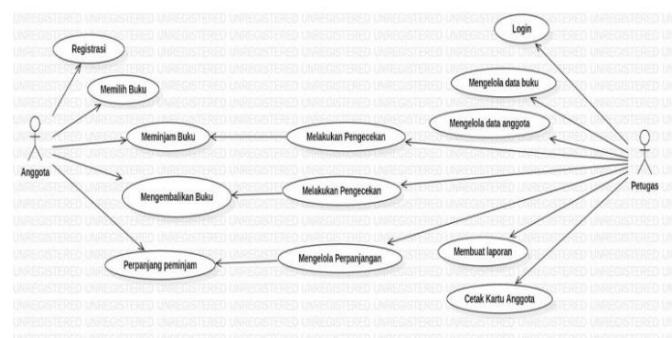 Login
Registrasi
Mengelola data buku
Memilih Buku
Mengelola data anggota
Meminjam Buku
Melakukan Pengecekan
Anggota
Petugas
Mengembalikan Buku
Melakukan Pengecekan
Perpanjang peminjam
Mengelola Perpanjangan
Membuat laporan
Cetak Kartu Anggota
UNREGISTERED